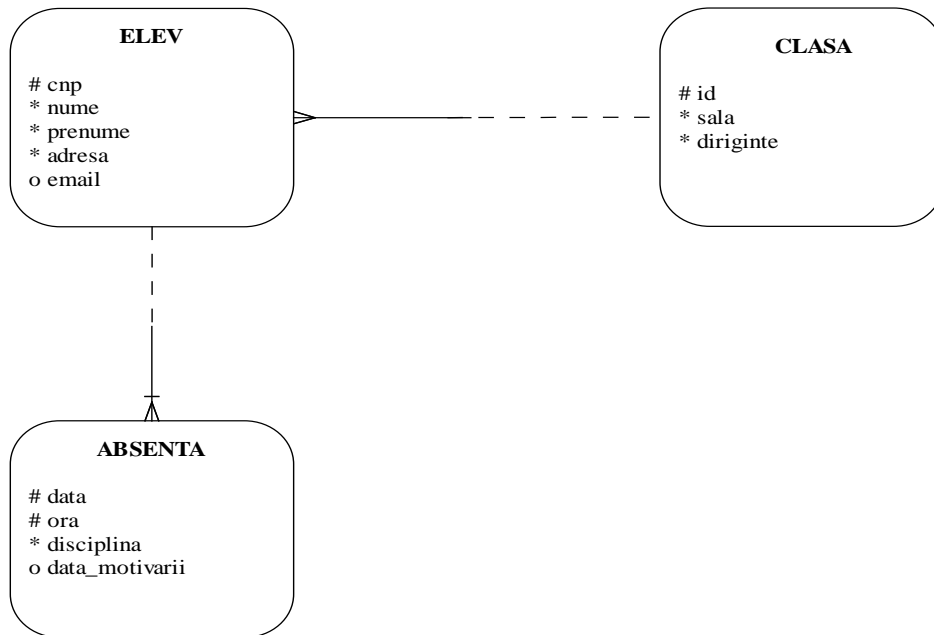 ELEV
# cnp
* nume
* prenume
* adresa
o email
CLASA
# id
* sala
* diriginte
ABSENTA
# data
# ora
* disciplina
o data_motivarii